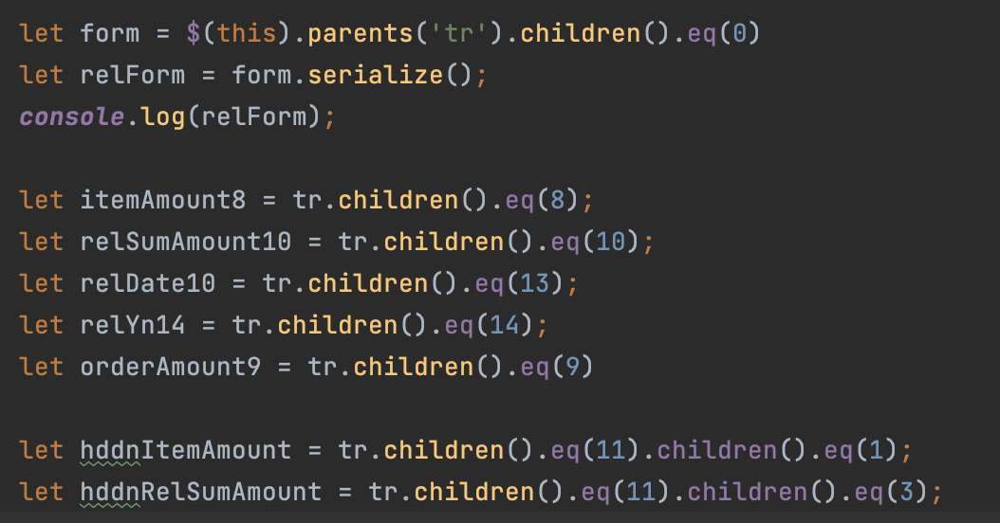 let form = $(this).parents('tr').children().eq(0)
let relForm = form.serialize();
console.log(relForm);
let itemAmount8 = tr.children().eq(8);
let relSumAmount10 = tr.children().eq(10);
let relDate10 = tr.children().eq(13);
let relYn14 = tr.children().eq(14);
let orderAmount9 = tr.children().eq(9)
let hddnItemAmount = tr.children().eq(11).children().eq(1);
let hddnRelSumAmount = tr.children().eq(11).children().eq(3);